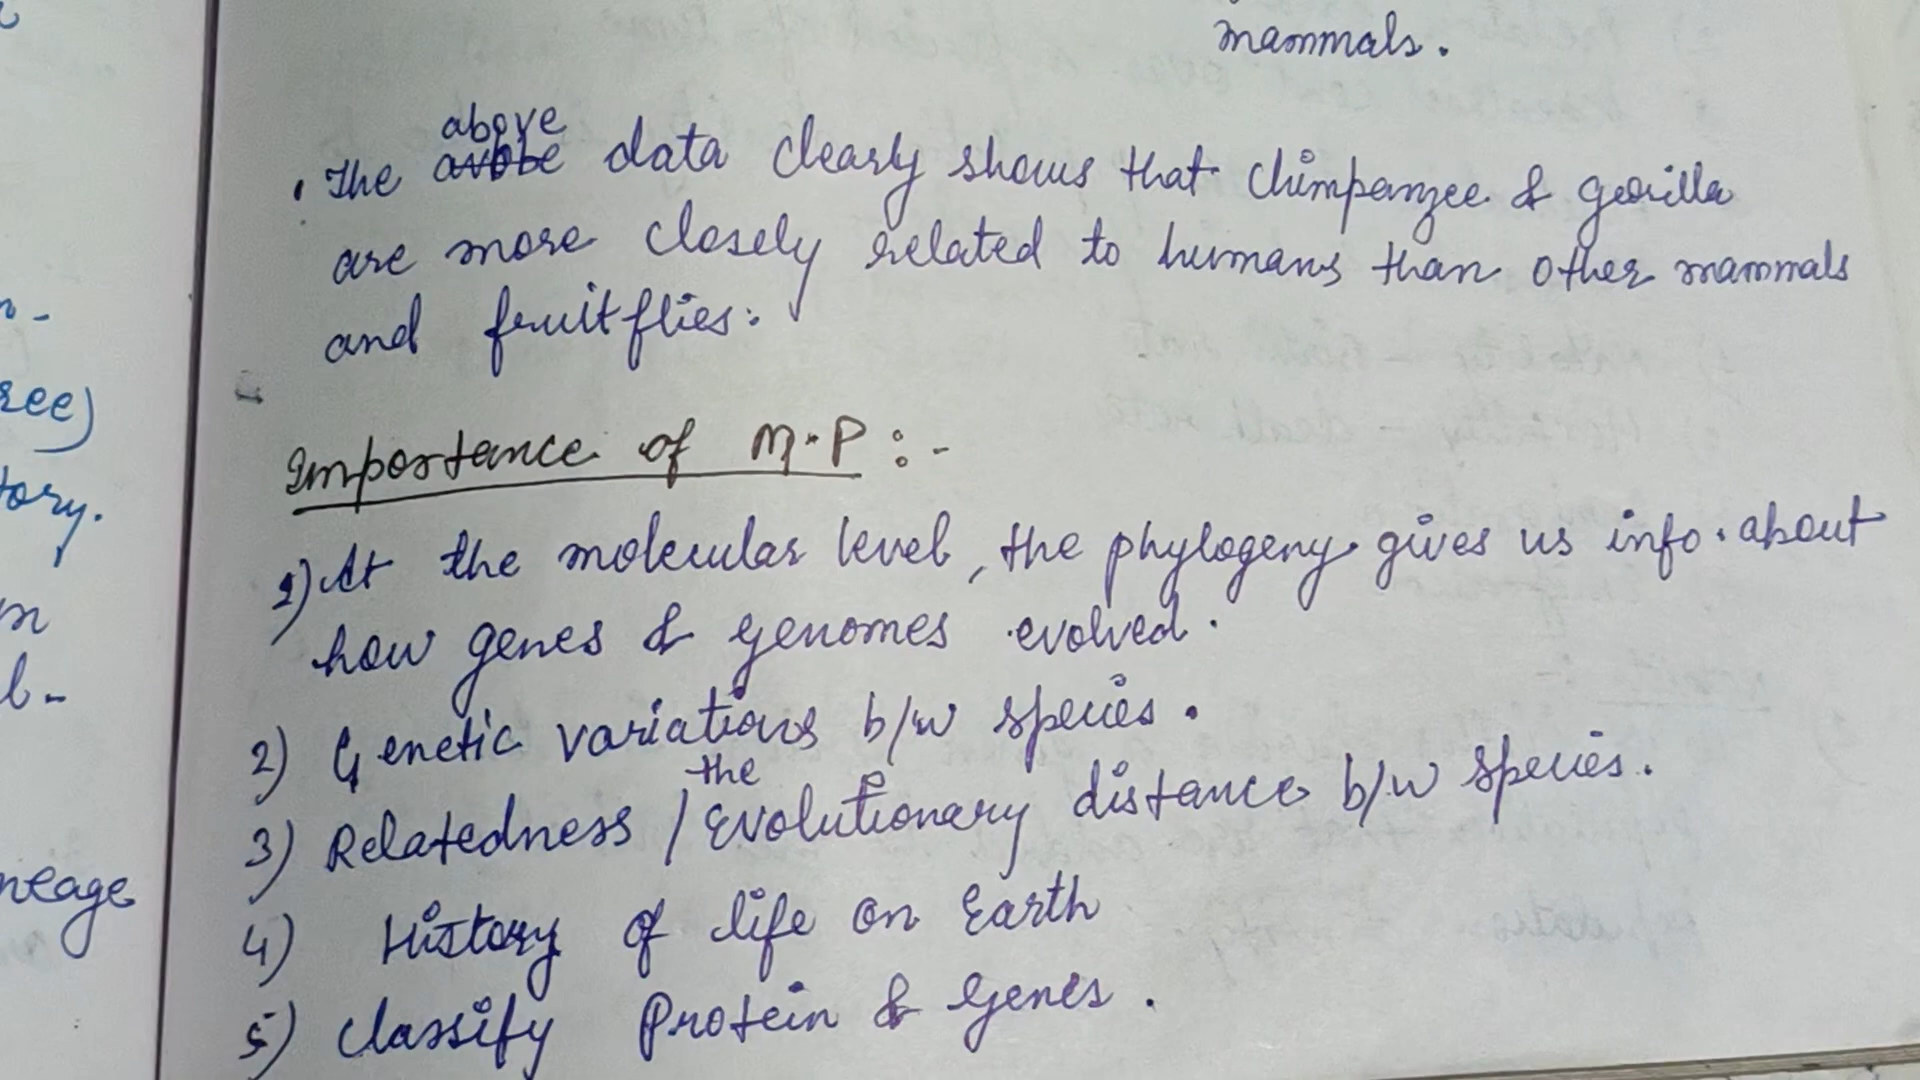 mammals.
above
. The avobe data clearly shows that chimpanzee & gorilla
are more closely related to humans than other mammals
and fruitflies.
Importance of M.P :-
1) At the molecular level, the phylogeny gives us info. about
how genes & genomes evolved.
2) Genetic variations b/w species.
the
3) Relatedness / Evolutionary distance b/w species.
4) History of life on Earth
5) Classify Protein & Genes.
ree)
tory.